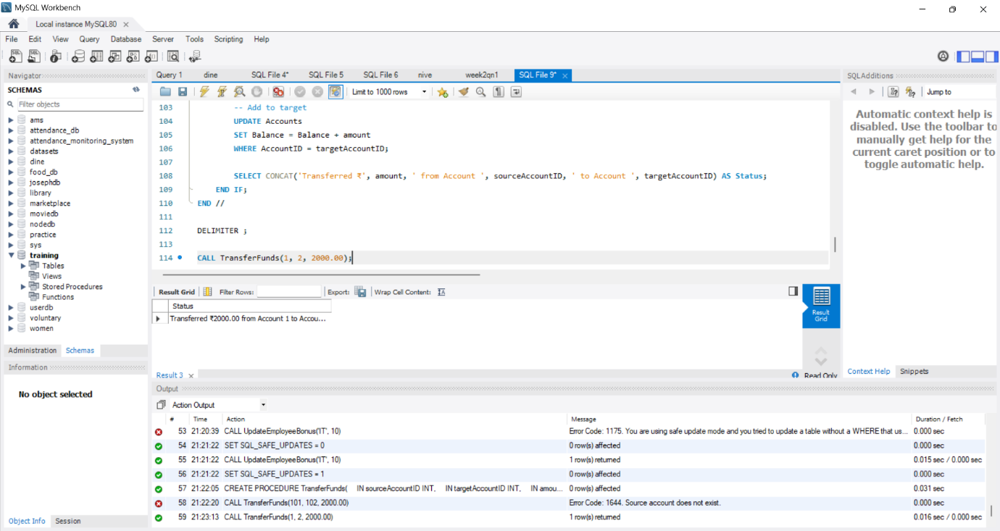 MySQL Workbench
Local instance MySQL80
File Edit View Query Database Server Tools Scripting Help
Navigator
SCHEMAS
Filter objects
ams
attendance_db
attendance_monitoring_system
datasets
dine
food_db
josephdb
library
marketplace
moviedb
nodedb
practice
sys
training
Tables
Views
Stored Procedures
Functions
userdb
voluntary
women
Administration Schemas
Information
No object selected
Object Info Session
Query 1 dine SQL File 4* SQL File 5 SQL File 6 nive week2qn1 SQL File 9*
Limit to 1000 rows
103 -- Add to target
104 UPDATE Accounts
105 SET Balance = Balance + amount
106 WHERE AccountID = targetAccountID;
107
108 SELECT CONCAT('Transferred ₹', amount, ' from Account ', sourceAccountID, ' to Account ', targetAccountID) AS Status;
109 END IF;
110 END //
111
112 DELIMITER ;
113
114 CALL TransferFunds(1, 2, 2000.00);
Result Grid Filter Rows: Export: Wrap Cell Content:
Status
Transferred ₹2000.00 from Account 1 to Accou...
Result Grid
Result 3 Read Only
Output
Action Output
# Time Action Message Duration / Fetch
53 21:20:39 CALL UpdateEmployeeBonus('IT', 10) Error Code: 1175. You are using safe update mode and you tried to update a table without a WHERE that us... 0.000 sec
54 21:21:22 SET SQL_SAFE_UPDATES = 0 0 row(s) affected 0.000 sec
55 21:21:22 CALL UpdateEmployeeBonus('IT', 10) 1 row(s) returned 0.015 sec / 0.000 sec
56 21:21:22 SET SQL_SAFE_UPDATES = 1 0 row(s) affected 0.000 sec
57 21:22:05 CREATE PROCEDURE TransferFunds( IN sourceAccountID INT, IN targetAccountID INT, IN amou... 0 row(s) affected 0.031 sec
58 21:22:20 CALL TransferFunds(101, 102, 2000.00) Error Code: 1644. Source account does not exist. 0.000 sec
59 21:23:13 CALL TransferFunds(1, 2, 2000.00) 1 row(s) returned 0.016 sec / 0.000 sec
SQLAdditions
Jump to
Automatic context help is
disabled. Use the toolbar to
manually get help for the
current caret position or to
toggle automatic help.
Context Help Snippets